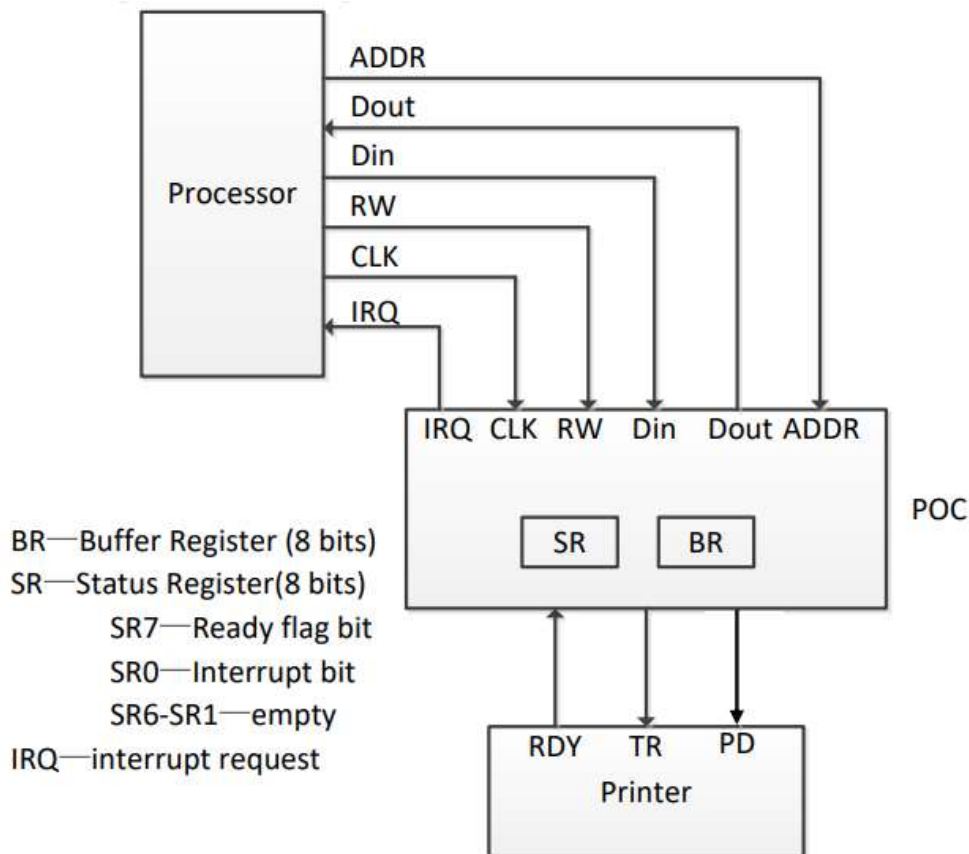 ADDR
Dout
Din
Processor
RW
CLK
IRQ
IRQ CLK RW Din Dout ADDR
POC
SR BR
BR—Buffer Register (8 bits)
SR—Status Register(8 bits)
SR7—Ready flag bit
SR0—Interrupt bit
SR6-SR1—empty
IRQ—interrupt request
RDY TR PD
Printer